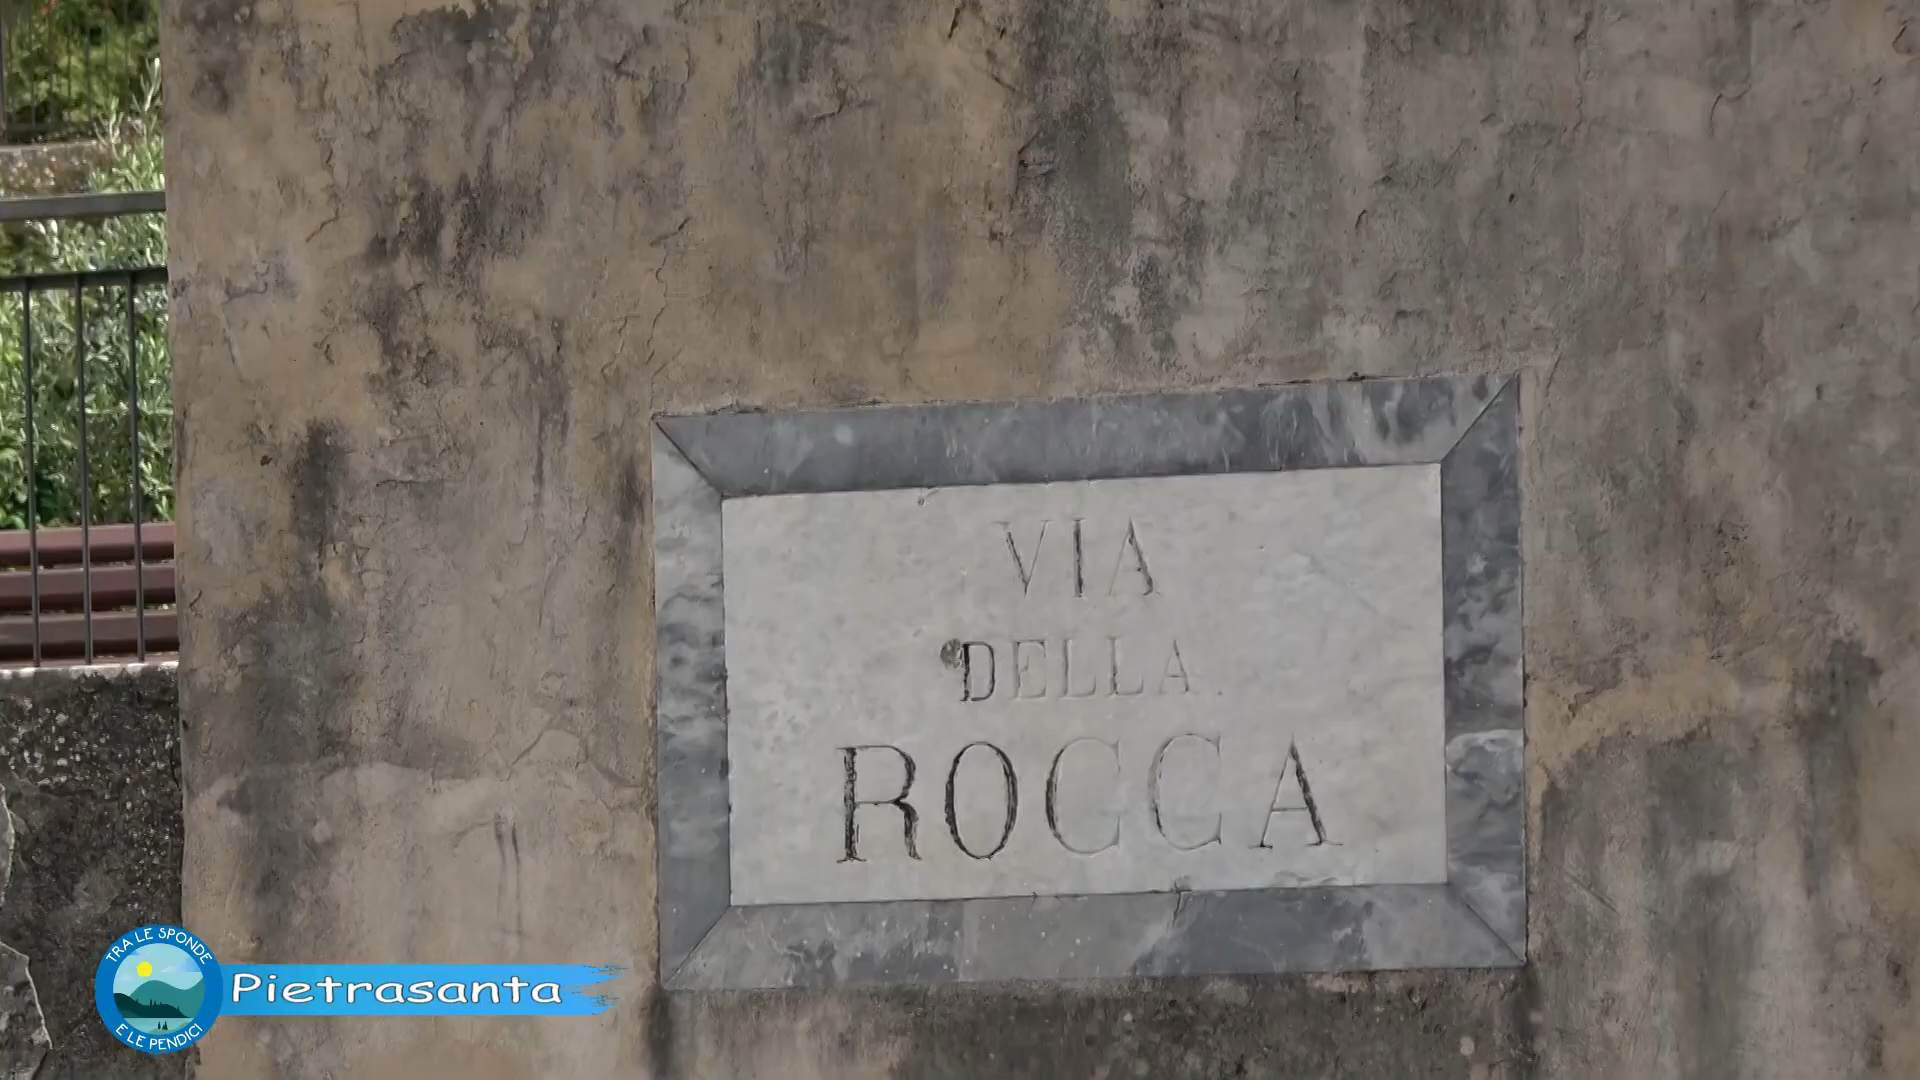 VIA
DELLA
ROCCA
TRA LE SPONDE
E LE PENDICI
Pietrasanta